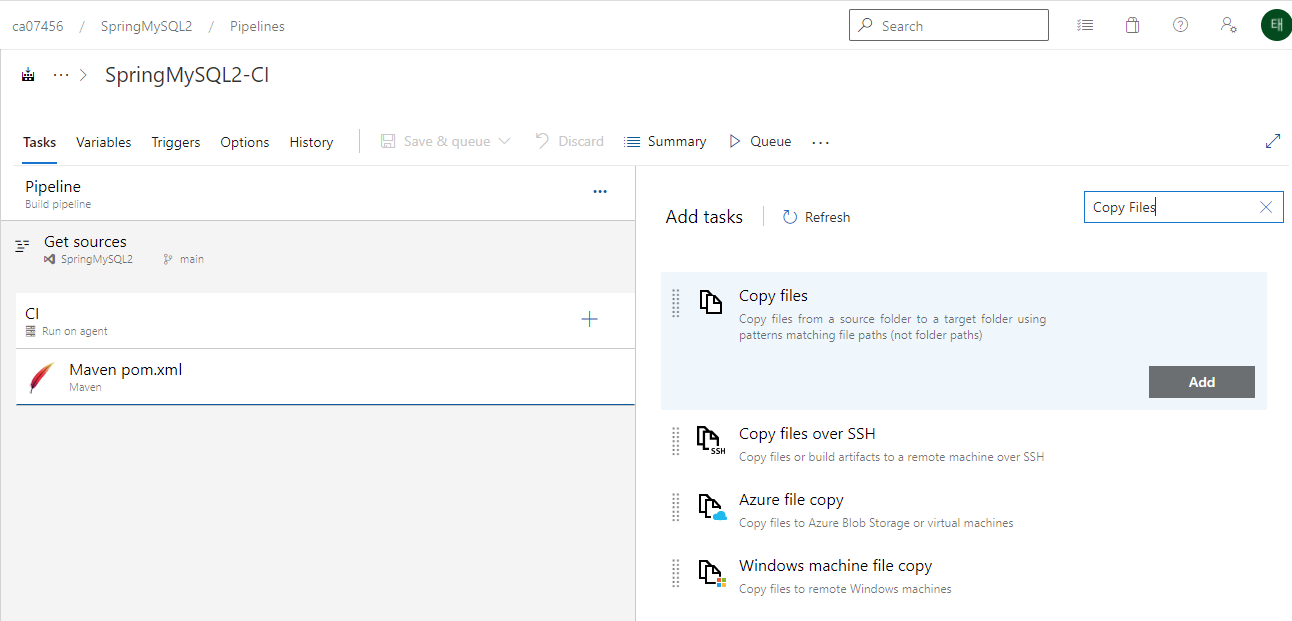 ca07456 / SpringMySQL2 / Pipelines
Search
태
... > SpringMySQL2-CI
Tasks Variables Triggers Options History Save & queue Discard Summary Queue ...
Pipeline
Build pipeline
...
Get sources
SpringMySQL2 main
CI
Run on agent
Maven pom.xml
Maven
Add tasks Refresh Copy Files
Copy files
Copy files from a source folder to a target folder using
patterns matching file paths (not folder paths)
Add
Copy files over SSH
SSH
Copy files or build artifacts to a remote machine over SSH
Azure file copy
Copy files to Azure Blob Storage or virtual machines
Windows machine file copy
Copy files to remote Windows machines